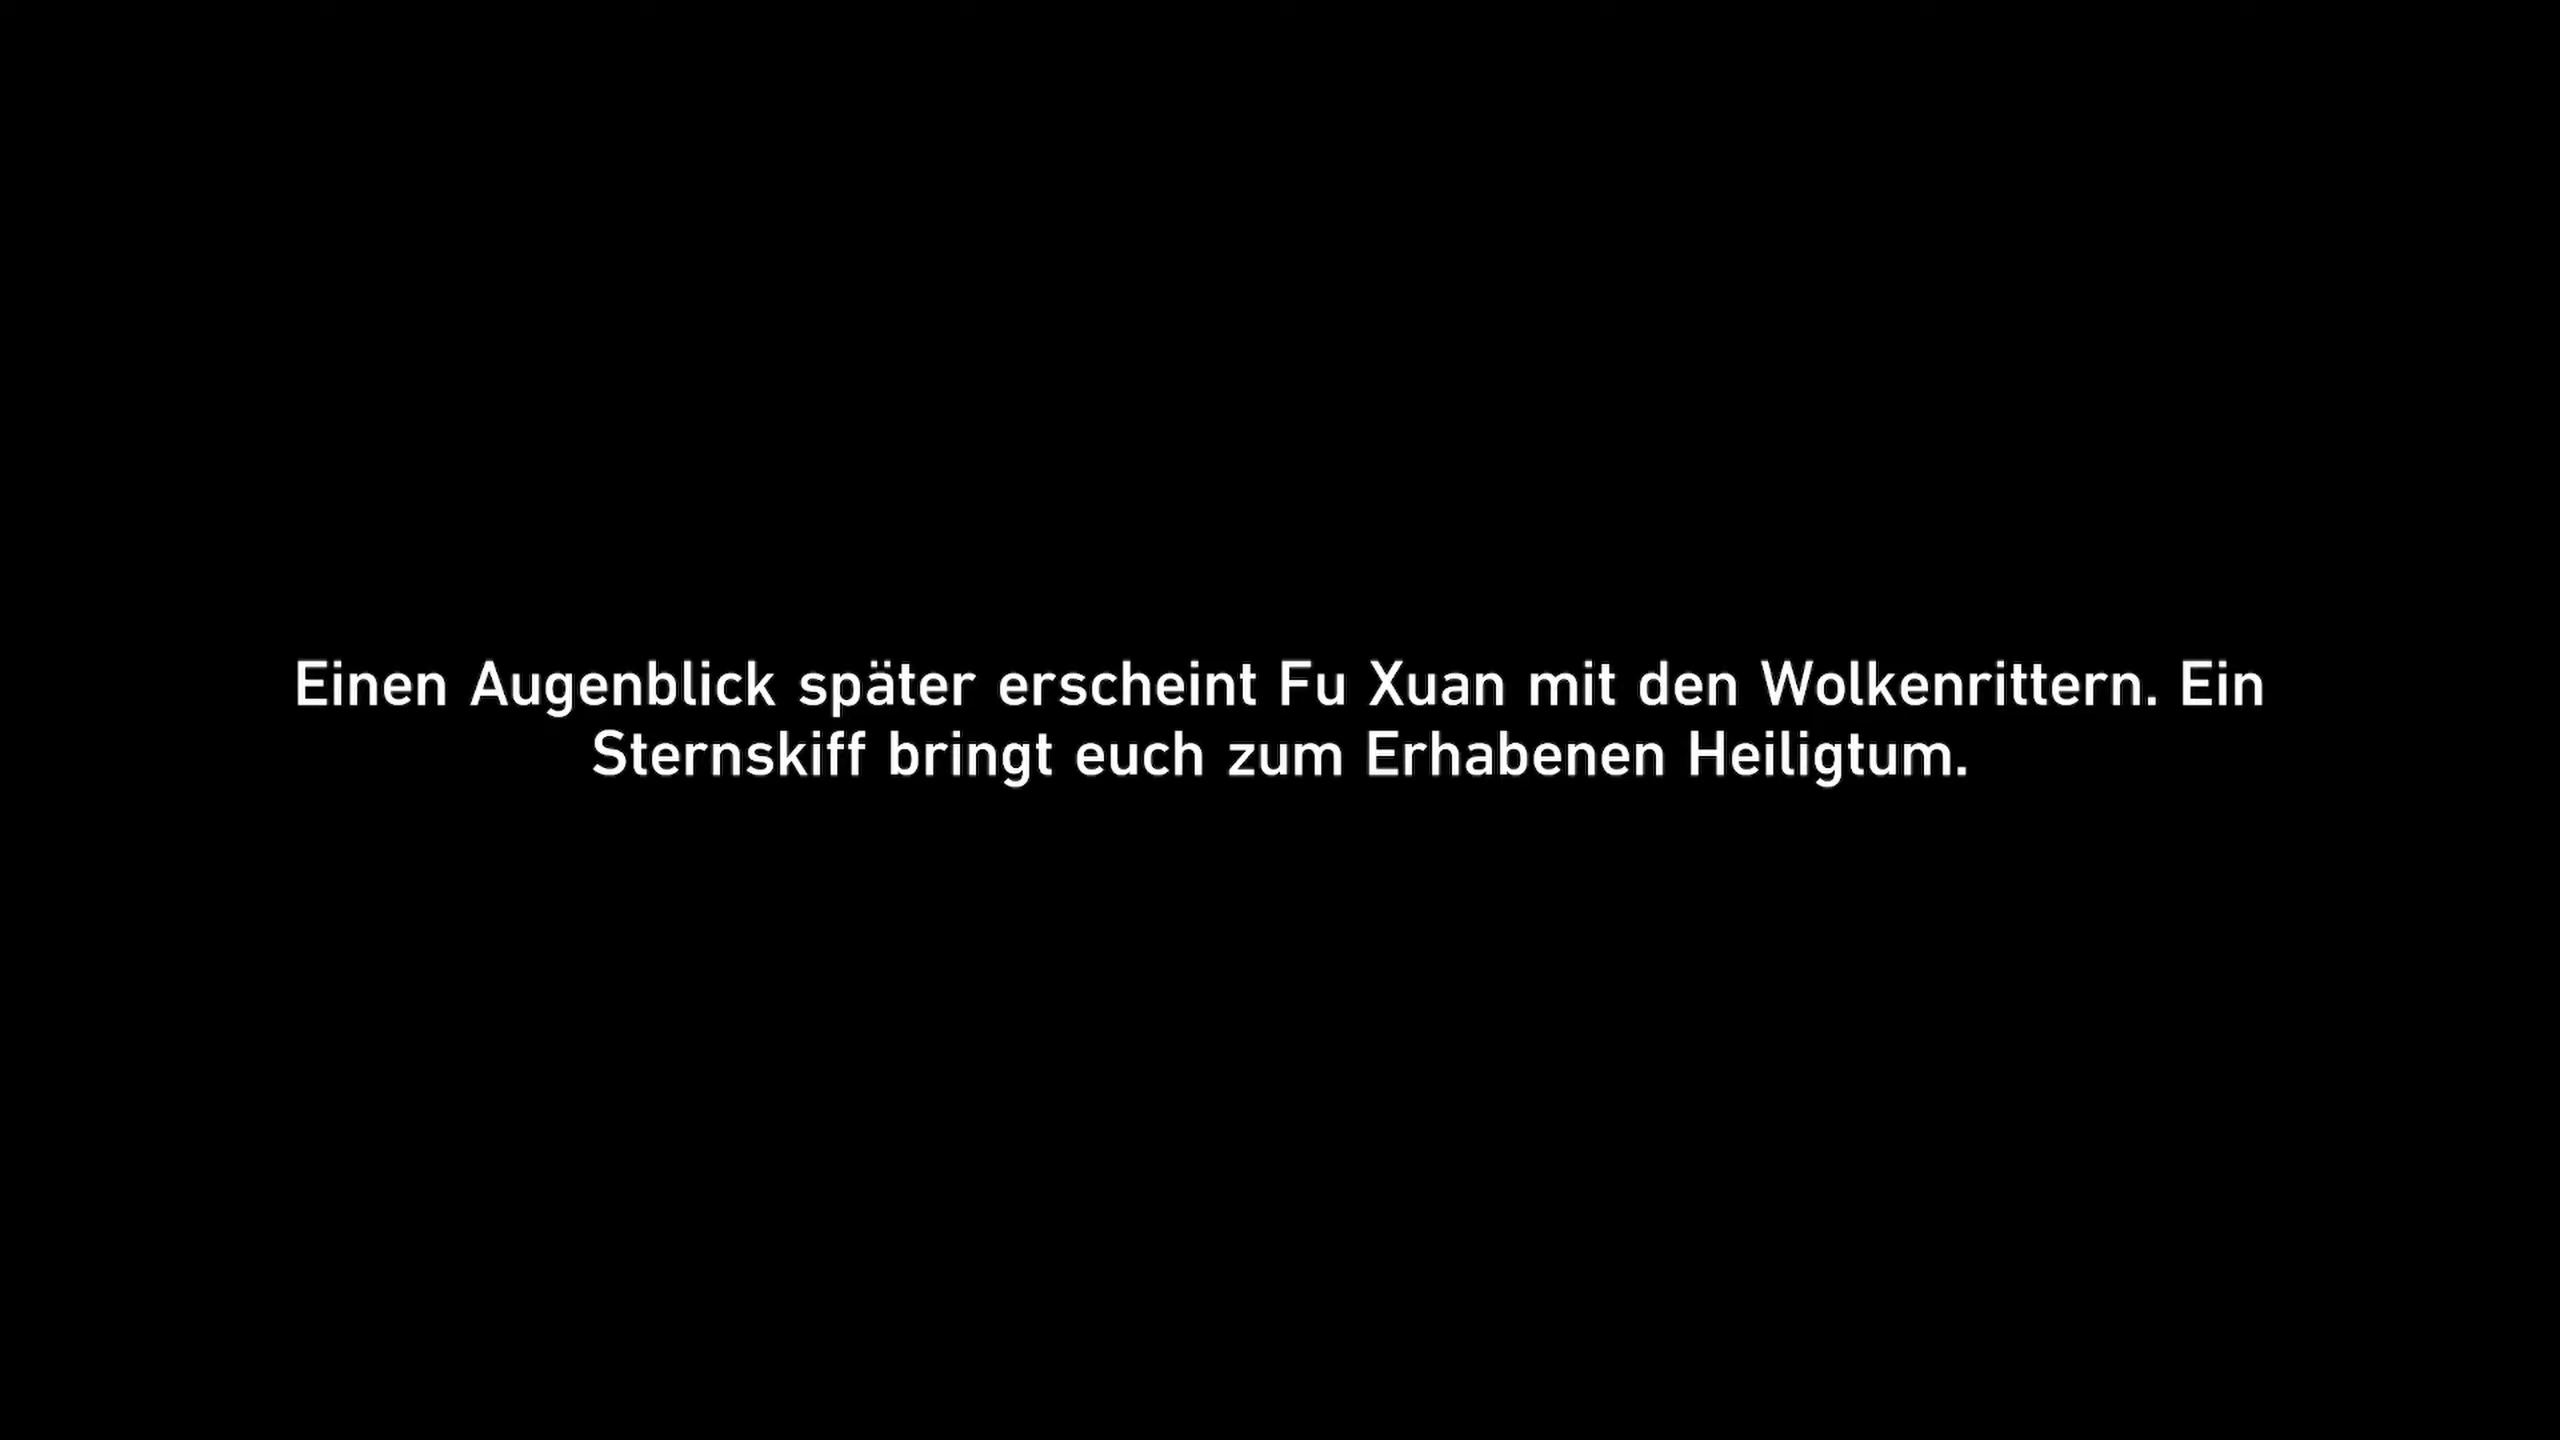 Einen Augenblick später erscheint Fu Xuan mit den Wolkenrittern. Ein
Sternskiff bringt euch zum Erhabenen Heiligtum.